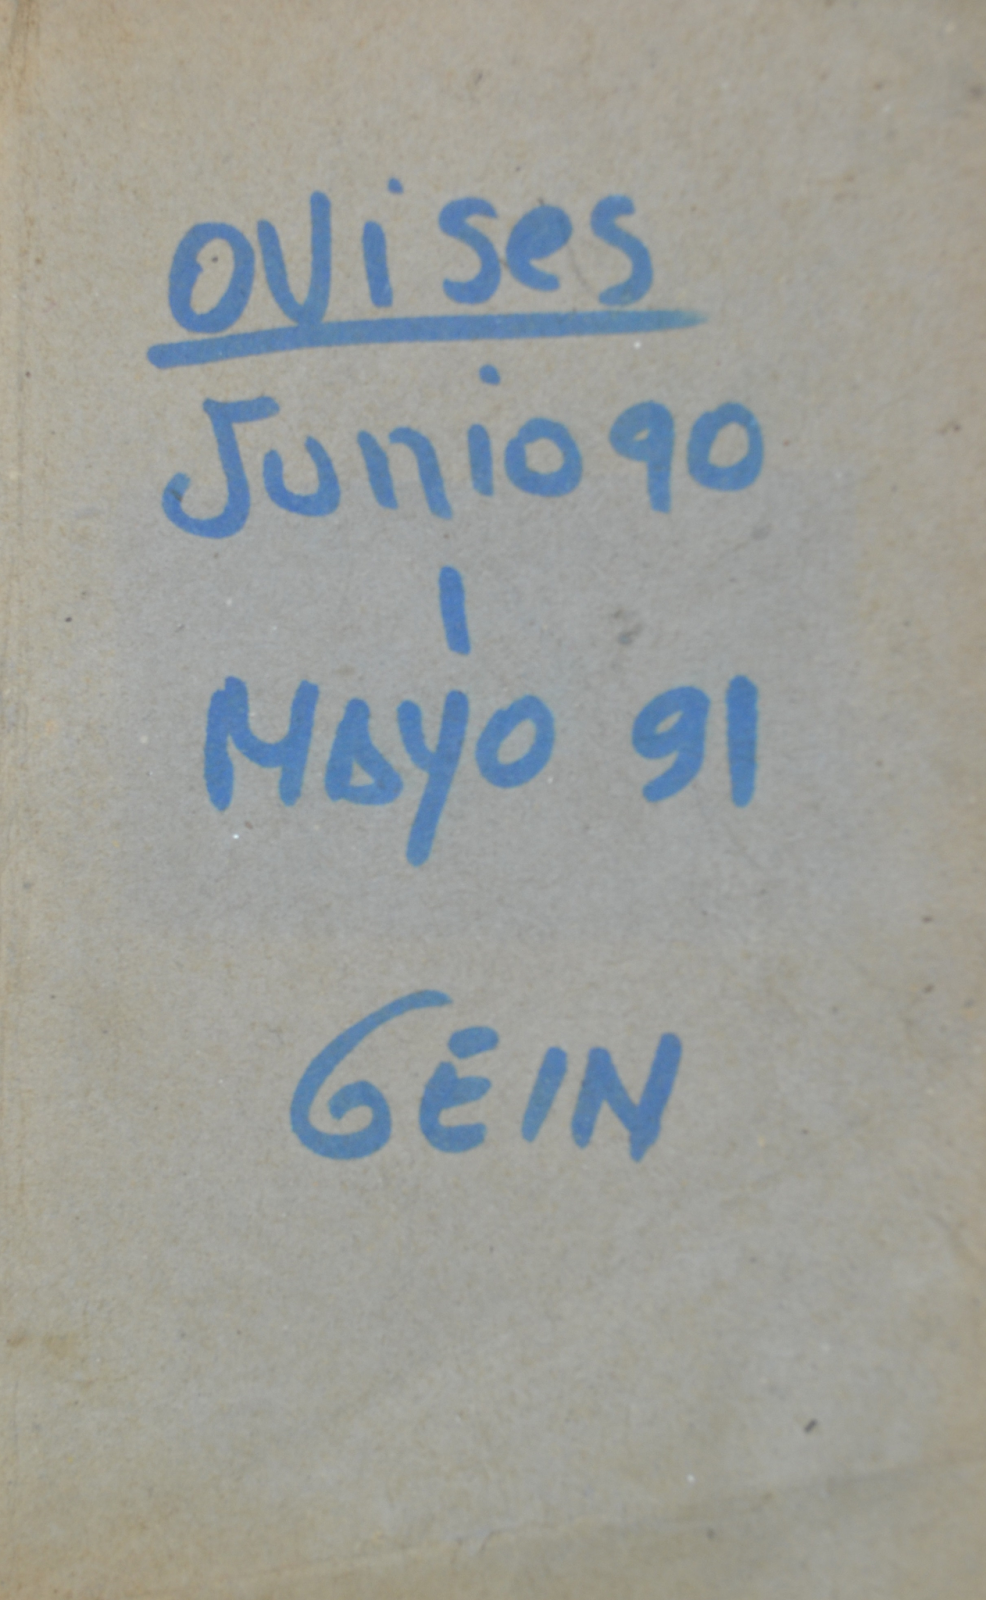 OVises
Junio 90
I
MAYO 91
GEIN